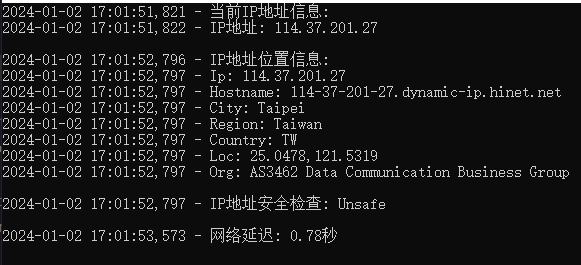 2024-01-02 17:01:51,821 - 当前IP地址信息:
2024-01-02 17:01:51,822 - IP地址: 114.37.201.27
2024-01-02 17:01:52,796 - IP地址位置信息:
2024-01-02 17:01:52,797 - Ip: 114.37.201.27
2024-01-02 17:01:52,797 - Hostname: 114-37-201-27.dynamic-ip.hinet.net
2024-01-02 17:01:52,797 - City: Taipei
2024-01-02 17:01:52,797 - Region: Taiwan
2024-01-02 17:01:52,797 - Country: TW
2024-01-02 17:01:52,797 - Loc: 25.0478,121.5319
2024-01-02 17:01:52,797 - Org: AS3462 Data Communication Business Group
2024-01-02 17:01:52,797 - IP地址安全检查: Unsafe
2024-01-02 17:01:53,573 - 网络延迟: 0.78秒